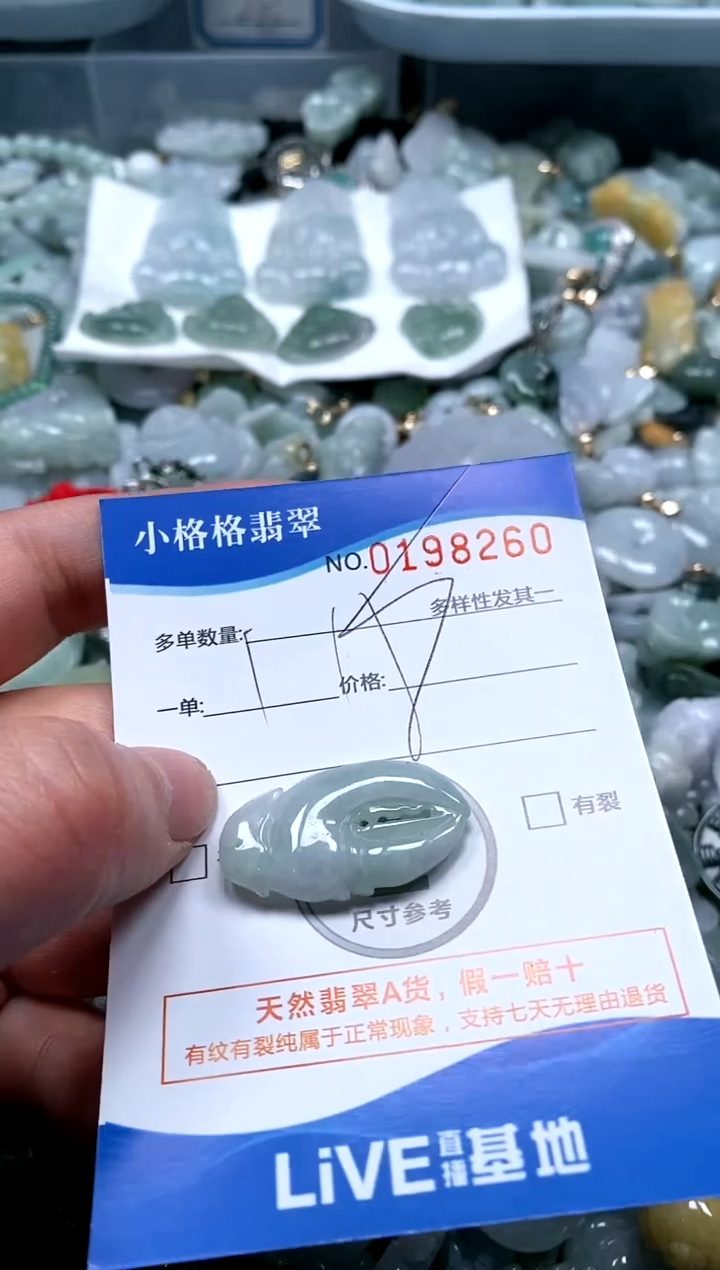 小格格翡翠
NO.0198260
多单数量:
多样性发其一
一单:
价格:
有裂
尺寸参考
天然翡翠A货，假一赔十
有纹有裂纯属于正常现象，支持七天无理由退货
LiVE直播基地